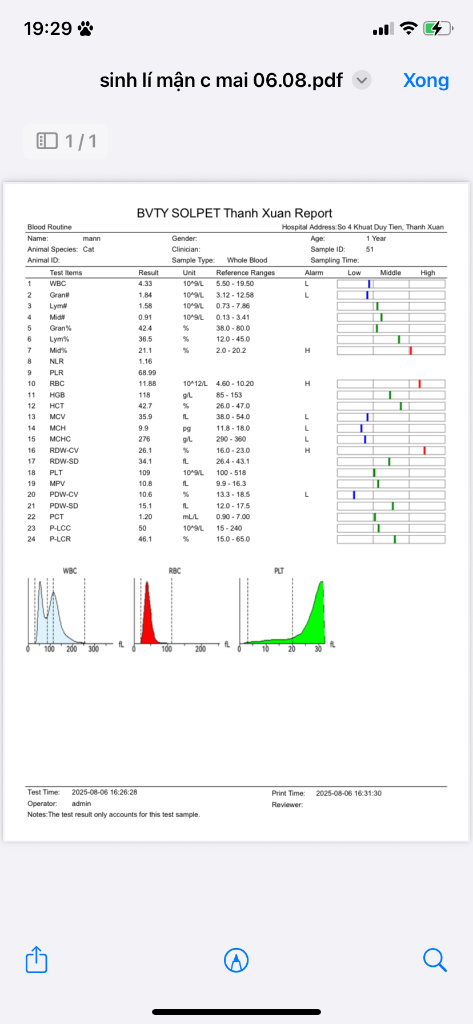 19:29
sinh lí mận c mai 06.08.pdf
Xong
1/1
BVTY SOLPET Thanh Xuan Report
Blood Routine Hospital Address:So 4 Khuat Duy Tien, Thanh Xuan
Name: mann Gender: Age: 1 Year
Animal Species: Cat Clinician: Sample ID: 51
Animal ID: Sample Type: Whole Blood Sampling Time:
Test Items Result Unit Reference Ranges Alarm Low Middle High
1 WBC 4.33 10^9/L 5.50 - 19.50 L
2 Gran# 1.84 10^9/L 3.12 - 12.58 L
3 Lym# 1.58 10^9/L 0.73 - 7.86
4 Mid# 0.91 10^9/L 0.13 - 3.41
5 Gran% 42.4 % 38.0 - 80.0
6 Lym% 36.5 % 12.0 - 45.0
7 Mid% 21.1 % 2.0 - 20.2 H
8 NLR 1.16
9 PLR 68.99
10 RBC 11.88 10^12/L 4.60 - 10.20 H
11 HGB 118 g/L 85 - 153
12 HCT 42.7 % 26.0 - 47.0
13 MCV 35.9 fL 38.0 - 54.0 L
14 MCH 9.9 pg 11.8 - 18.0 L
15 MCHC 276 g/L 290 - 360 L
16 RDW-CV 26.1 % 16.0 - 23.0 H
17 RDW-SD 34.1 fL 26.4 - 43.1
18 PLT 109 10^9/L 100 - 518
19 MPV 10.8 fL 9.9 - 16.3
20 PDW-CV 10.6 % 13.3 - 18.5 L
21 PDW-SD 15.1 fL 12.0 - 17.5
22 PCT 1.20 mL/L 0.90 - 7.00
23 P-LCC 50 10^9/L 15 - 240
24 P-LCR 46.1 % 15.0 - 65.0
WBC RBC PLT
0 100 200 300 fL 0 100 200 fL 0 10 20 30 fL
Test Time: 2025-08-06 16:26:28 Print Time: 2025-08-06 16:31:30
Operator: admin Reviewer:
Notes:The test result only accounts for this test sample.